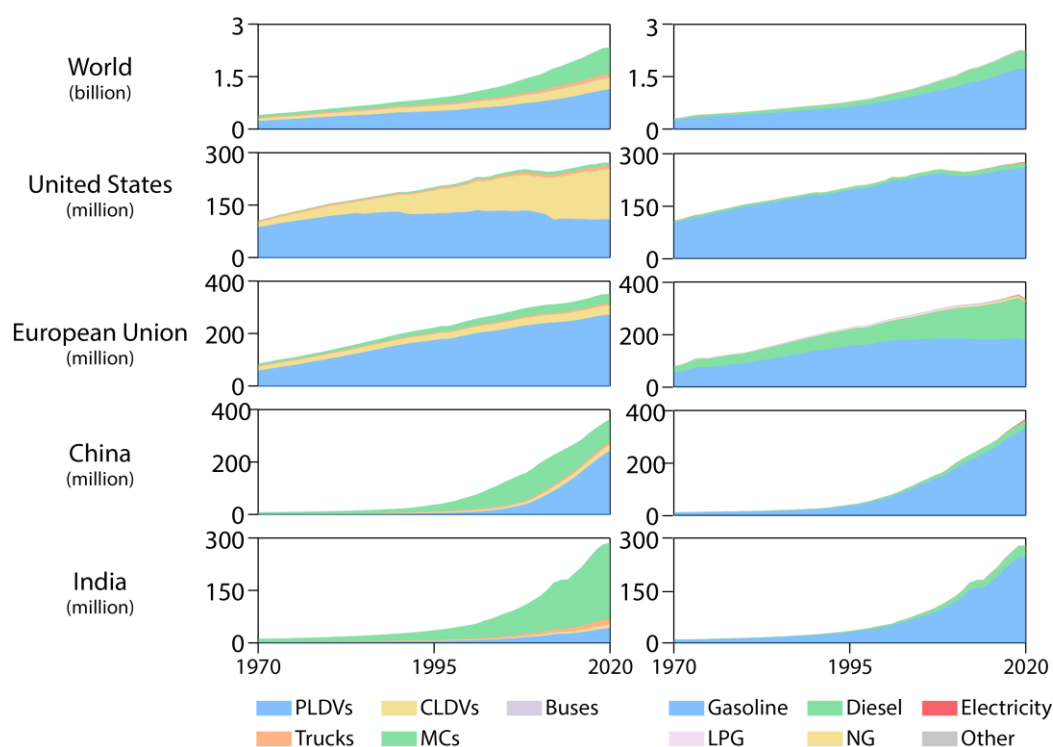 World
(billion)
3
1.5
0
3
1.5
0
United States
(million)
300
150
0
300
150
0
European Union
(million)
400
200
0
400
200
0
China
(million)
400
200
0
400
200
0
India
(million)
300
150
0
300
150
0
1970 1995 2020
1970 1995 2020
PLDVs CLDVs Buses
Trucks MCs
Gasoline Diesel Electricity
LPG NG Other